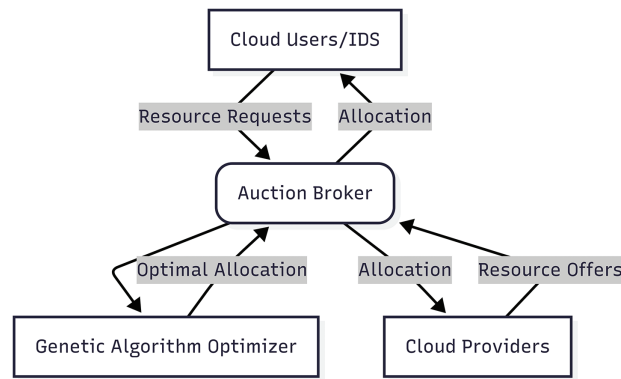 Cloud Users/IDS
Resource Requests
Allocation
Auction Broker
Optimal Allocation
Allocation
Resource Offers
Genetic Algorithm Optimizer
Cloud Providers